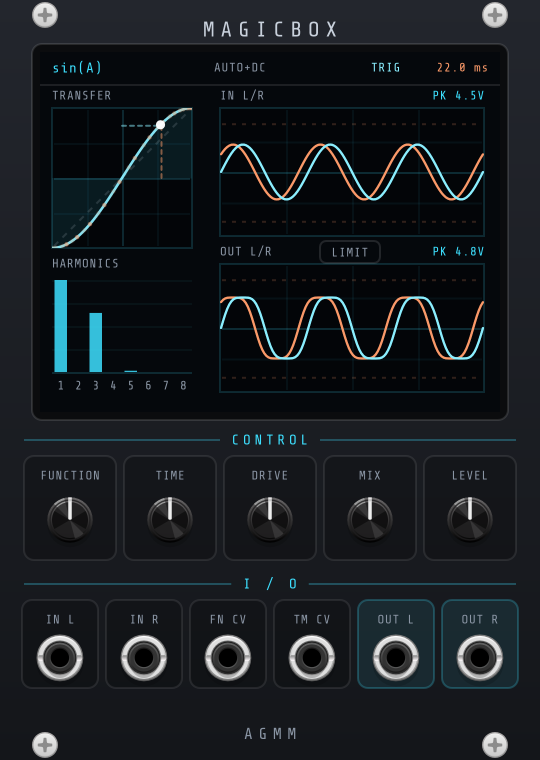 MAGICBOX
sin(A) AUTO+DC TRIG 22.0 ms
TRANSFER IN L/R PK 4.5V
OUT L/R LIMIT PK 4.8V
HARMONICS
1 2 3 4 5 6 7 8
CONTROL
FUNCTION TIME DRIVE MIX LEVEL
I / O
IN L IN R FN CV TM CV OUT L OUT R
AGMM